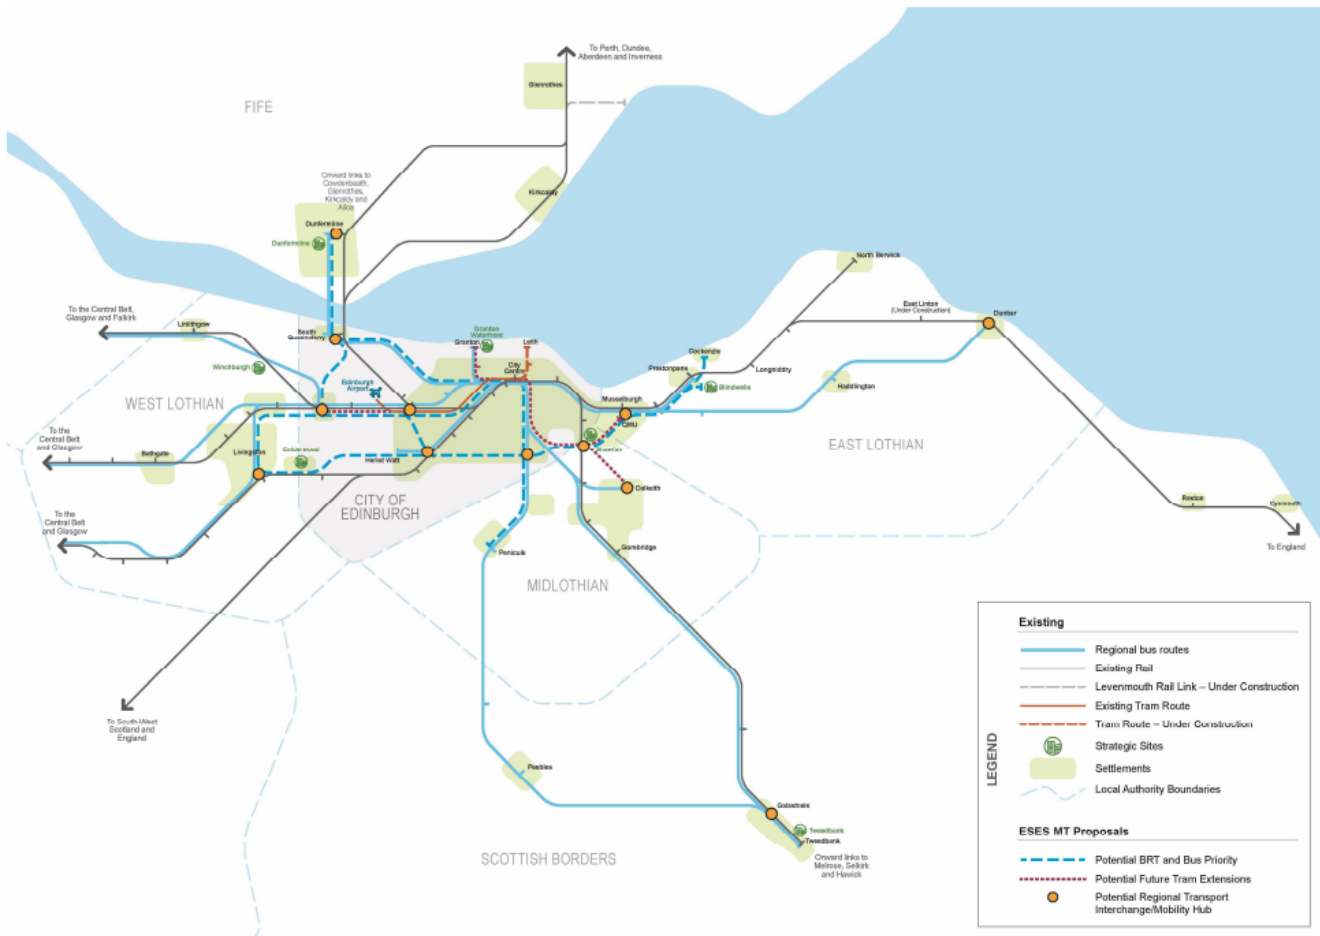 To Perth, Dundee,
Aberdeen and Inverness
Glenrothes
FIFE
Onward links to
Cowdenbeath,
Glenrothes,
Kirkcaldy and
Alloa
Kirkcaldy
Dunfermline
Dunfermline
North Berwick
To the Central Belt,
Glasgow and Falkirk
Linlithgow
South
Queensferry
Granton
Waterfront
Granton
Leith
East Linton
(Under Construction)
Dunbar
Winchburgh
City
Centre
Cockenzie
Prestonpans
Longniddry
Edinburgh
Airport
Blindwells
Haddington
WEST LOTHIAN
Musselburgh
QMU
EAST LOTHIAN
To the
Central Belt
and Glasgow
Bathgate
Livingston
Heriot Watt
Dalkeith
CITY OF
EDINBURGH
Reston
To England
To the
Central Belt
and Glasgow
Penicuik
Gorebridge
MIDLOTHIAN
To South-West
Scotland and
England
Peebles
Galashiels
Tweedbank
Tweedbank
SCOTTISH BORDERS
Onward links to
Melrose, Selkirk
and Hawick
LEGEND
Existing
Regional bus routes
Existing Rail
Levenmouth Rail Link – Under Construction
Existing Tram Route
Tram Route – Under Construction
Strategic Sites
Settlements
Local Authority Boundaries
ESES MT Proposals
Potential BRT and Bus Priority
Potential Future Tram Extensions
Potential Regional Transport
Interchange/Mobility Hub